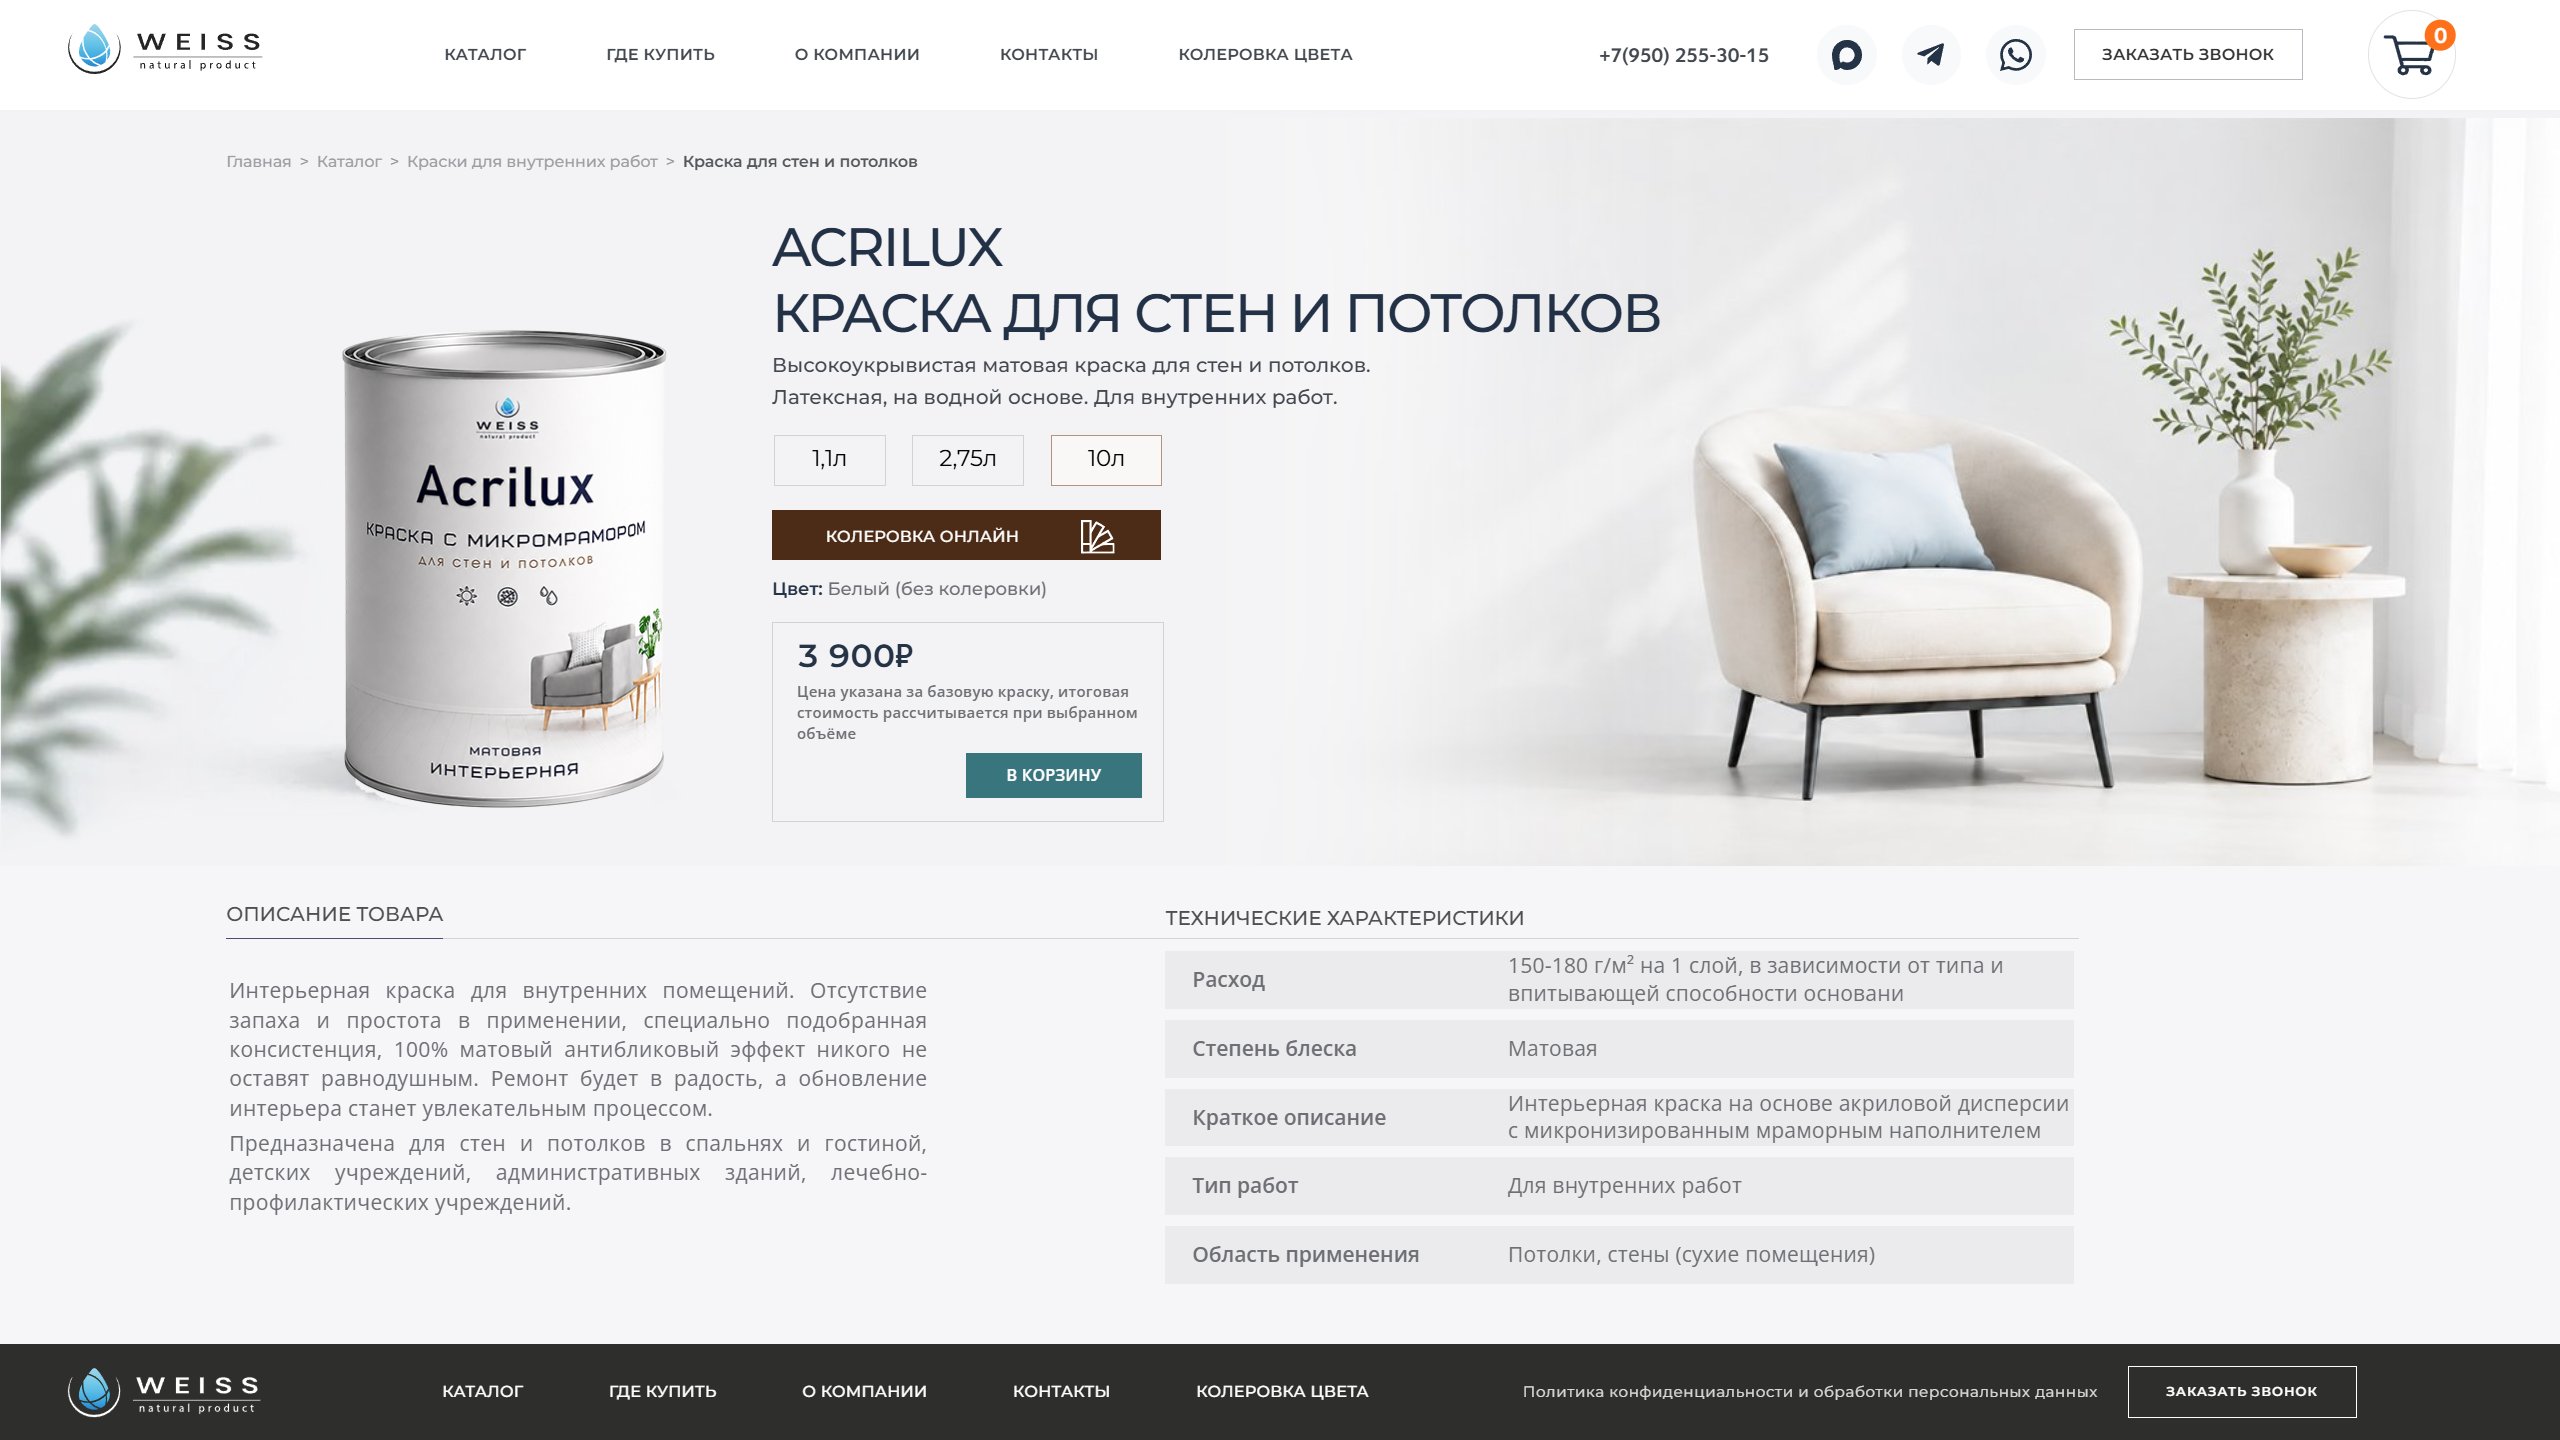 WEISS
natural product
КАТАЛОГ
ГДЕ КУПИТЬ
О КОМПАНИИ
КОНТАКТЫ
КОЛЕРОВКА ЦВЕТА
+7(950) 255-30-15
ЗАКАЗАТЬ ЗВОНОК
0
Главная > Каталог > Краски для внутренних работ > Краска для стен и потолков
ACRILUX
КРАСКА ДЛЯ СТЕН И ПОТОЛКОВ
Высокоукрывистая матовая краска для стен и потолков.
Латексная, на водной основе. Для внутренних работ.
1,1л
2,75л
10л
КОЛЕРОВКА ОНЛАЙН
Цвет: Белый (без колеровки)
3 900₽
Цена указана за базовую краску, итоговая
стоимость рассчитывается при выбранном
объёме
В КОРЗИНУ
WEISS
natural product
Acrilux
КРАСКА С МИКРОМРАМОРОМ
ДЛЯ СТЕН И ПОТОЛКОВ
МАТОВАЯ
ИНТЕРЬЕРНАЯ
ОПИСАНИЕ ТОВАРА
Интерьерная краска для внутренних помещений. Отсутствие
запаха и простота в применении, специально подобранная
консистенция, 100% матовый антибликовый эффект никого не
оставят равнодушным. Ремонт будет в радость, а обновление
интерьера станет увлекательным процессом.
Предназначена для стен и потолков в спальнях и гостиной,
детских учреждений, административных зданий, лечебно-
профилактических учреждений.
ТЕХНИЧЕСКИЕ ХАРАКТЕРИСТИКИ
Расход
150-180 г/м² на 1 слой, в зависимости от типа и
впитывающей способности основани
Степень блеска
Матовая
Краткое описание
Интерьерная краска на основе акриловой дисперсии
с микронизированным мраморным наполнителем
Тип работ
Для внутренних работ
Область применения
Потолки, стены (сухие помещения)
WEISS
natural product
КАТАЛОГ
ГДЕ КУПИТЬ
О КОМПАНИИ
КОНТАКТЫ
КОЛЕРОВКА ЦВЕТА
Политика конфиденциальности и обработки персональных данных
ЗАКАЗАТЬ ЗВОНОК